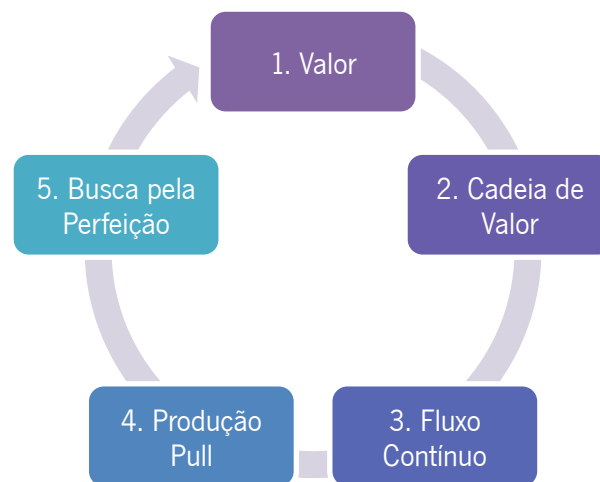 1. Valor
2. Cadeia de
Valor
3. Fluxo
Contínuo
4. Produção
Pull
5. Busca pela
Perfeição